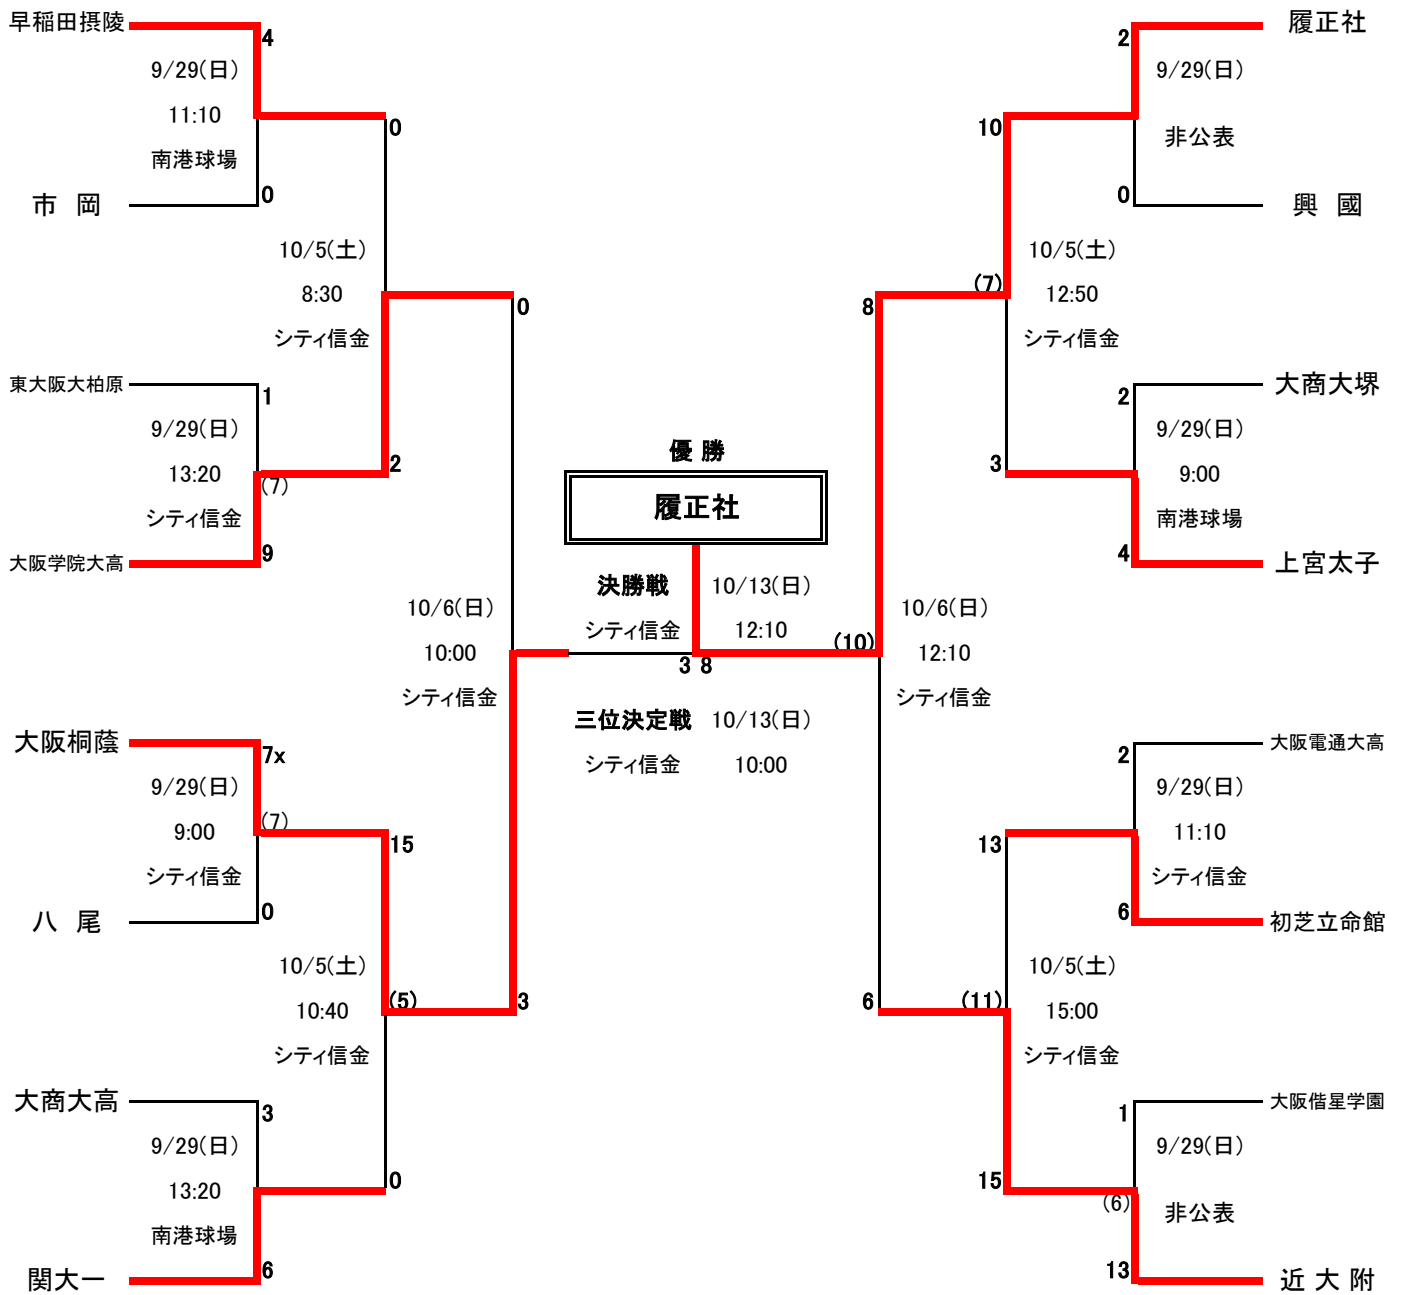 早稲田摂陵
4
9/29(日)
11:10
南港球場
0
市 岡
0
10/5(土)
8:30
シティ信金
東大阪大柏原
1
9/29(日)
13:20
(7)
シティ信金
大阪学院大高
9
2
0
10/6(日)
10:00
シティ信金
大阪桐蔭
7x
9/29(日)
9:00
(7)
シティ信金
八 尾
0
15
10/5(土)
10:40
(5)
シティ信金
3
大商大高
3
9/29(日)
13:20
南港球場
関大一
6
0
優 勝
履正社
決勝戦 10/13(日)
シティ信金 12:10
3 8
三位決定戦 10/13(日)
シティ信金 10:00
履正社
2
9/29(日)
非公表
0
興 國
10
10/5(土)
(7)
12:50
シティ信金
8
大商大堺
2
9/29(日)
9:00
南港球場
4
上宮太子
3
(10)
10/6(日)
12:10
シティ信金
大阪電通大高
2
9/29(日)
11:10
シティ信金
6
初芝立命館
13
10/5(土)
(11)
15:00
シティ信金
6
大阪偕星学園
1
9/29(日)
(6)
非公表
13
近 大 附
15